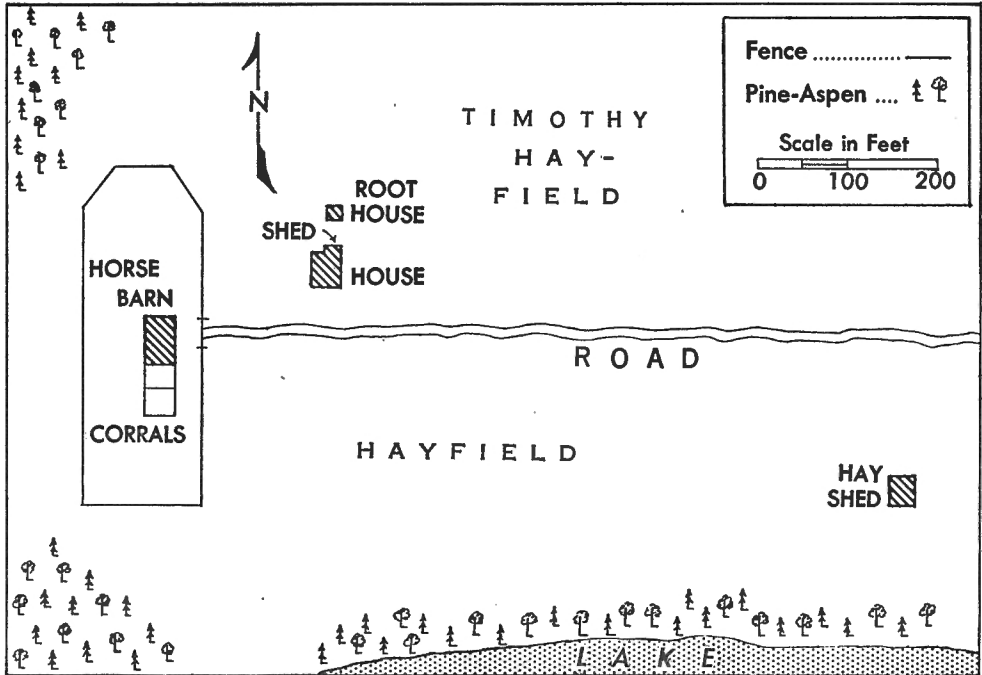 Fence
Pine-Aspen
Scale in Feet
0 100 200
N
TIMOTHY
HAY-
FIELD
ROOT
HOUSE
SHED
HOUSE
HORSE
BARN
CORRALS
ROAD
HAYFIELD
HAY
SHED
LAKE